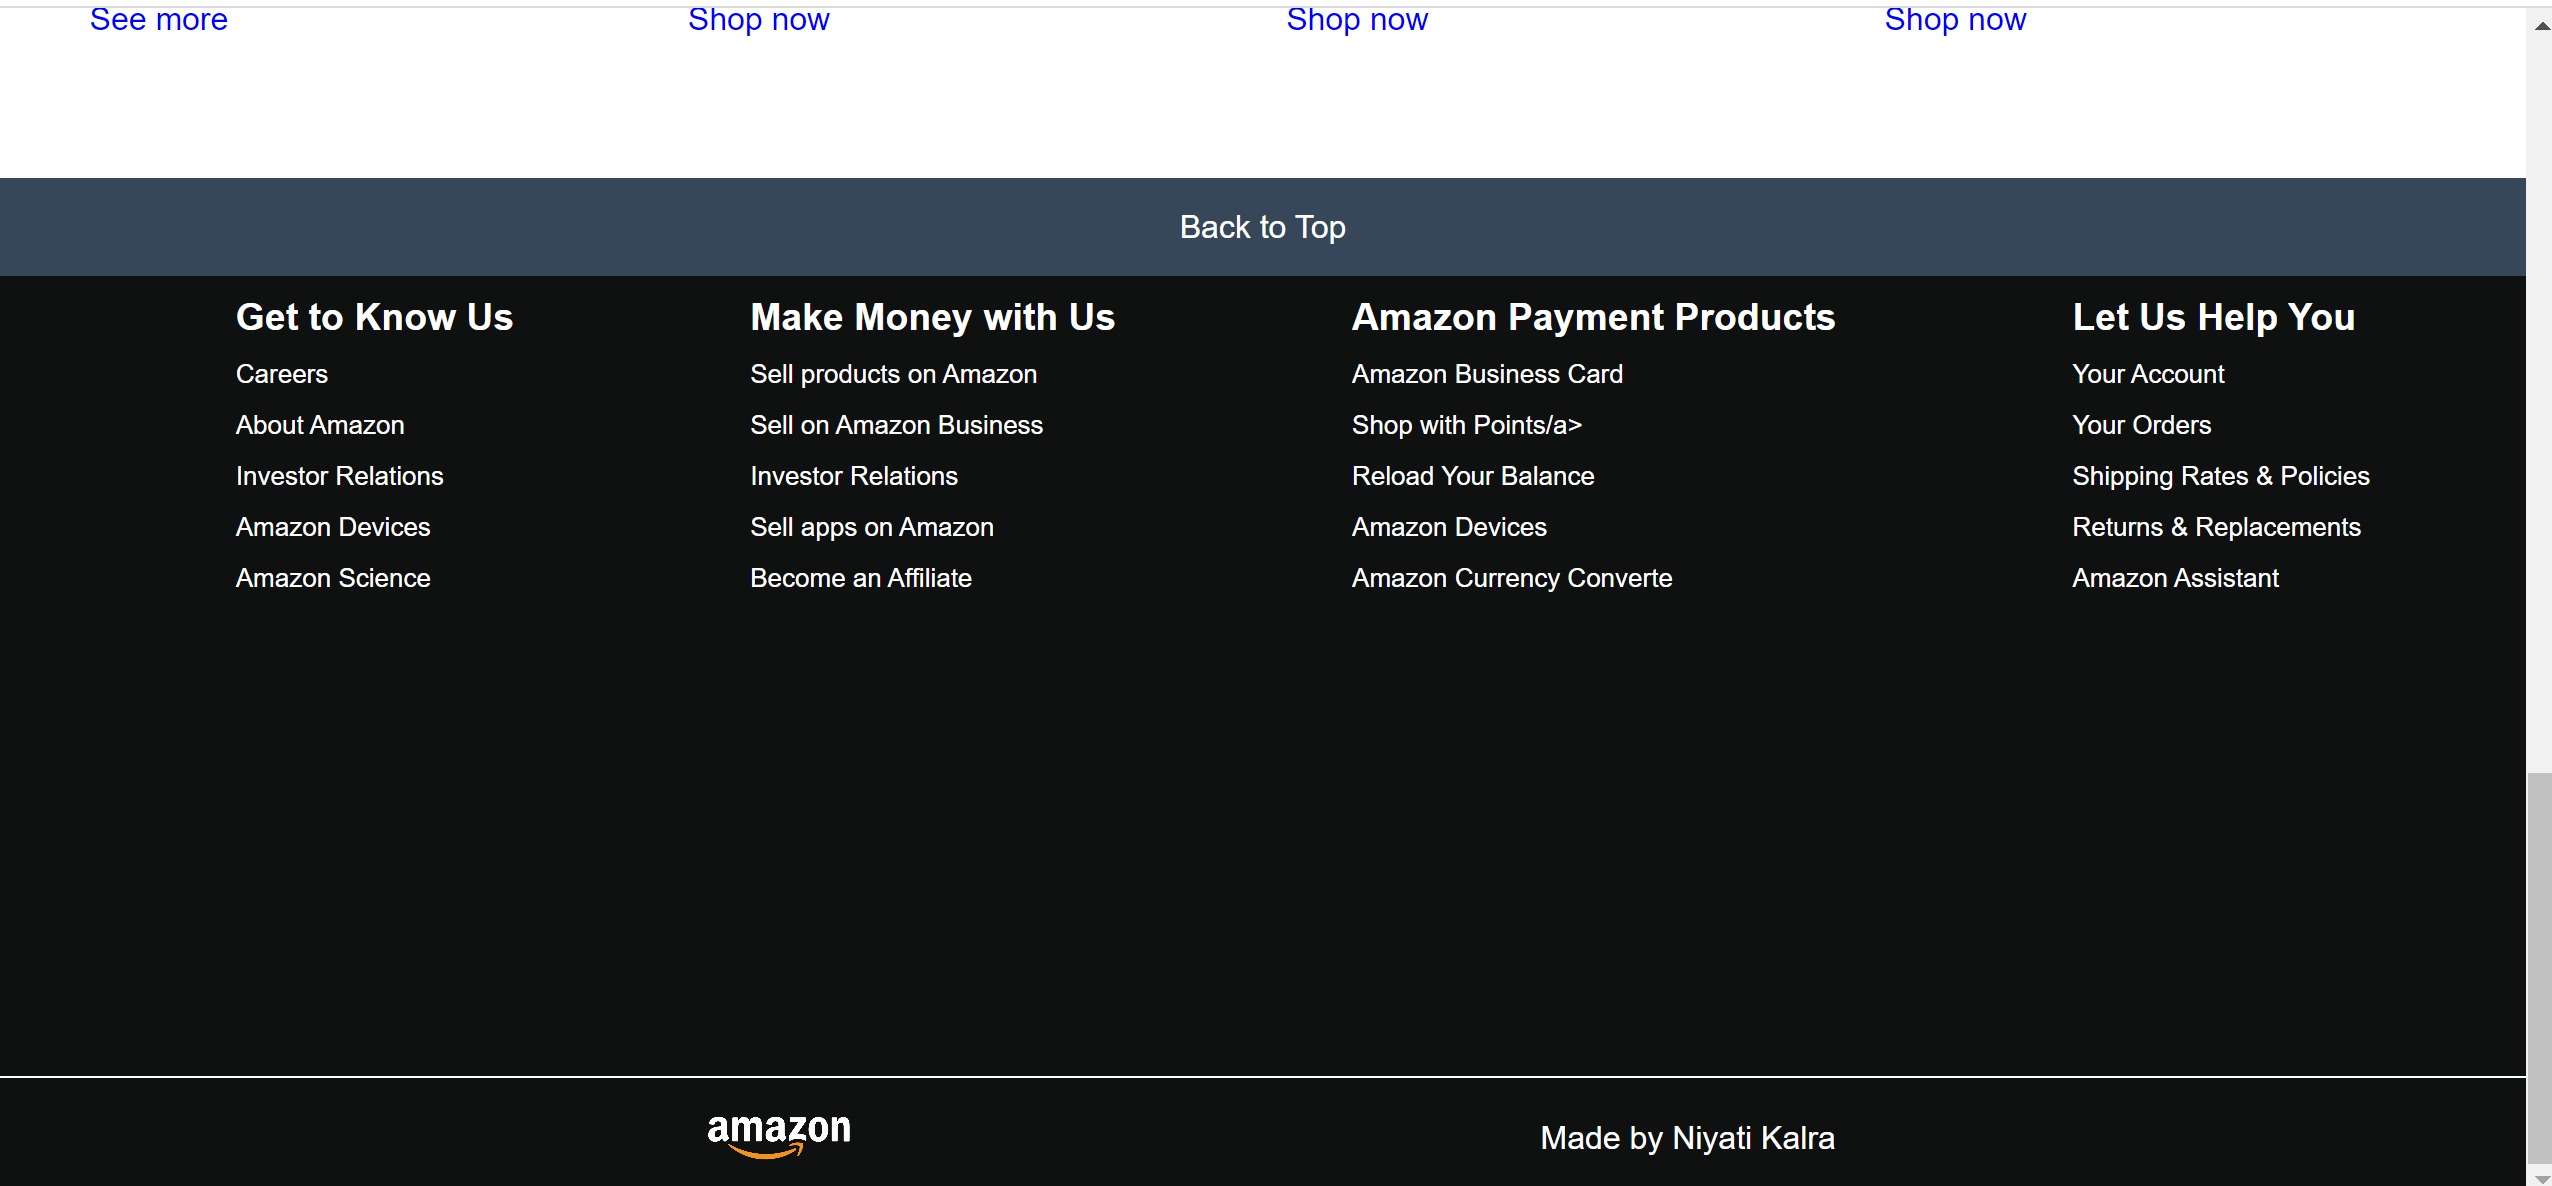 See more
Shop now
Shop now
Shop now
Back to Top
Get to Know Us
Careers
About Amazon
Investor Relations
Amazon Devices
Amazon Science
Make Money with Us
Sell products on Amazon
Sell on Amazon Business
Investor Relations
Sell apps on Amazon
Become an Affiliate
Amazon Payment Products
Amazon Business Card
Shop with Points/a>
Reload Your Balance
Amazon Devices
Amazon Currency Converte
Let Us Help You
Your Account
Your Orders
Shipping Rates & Policies
Returns & Replacements
Amazon Assistant
amazon
Made by Niyati Kalra